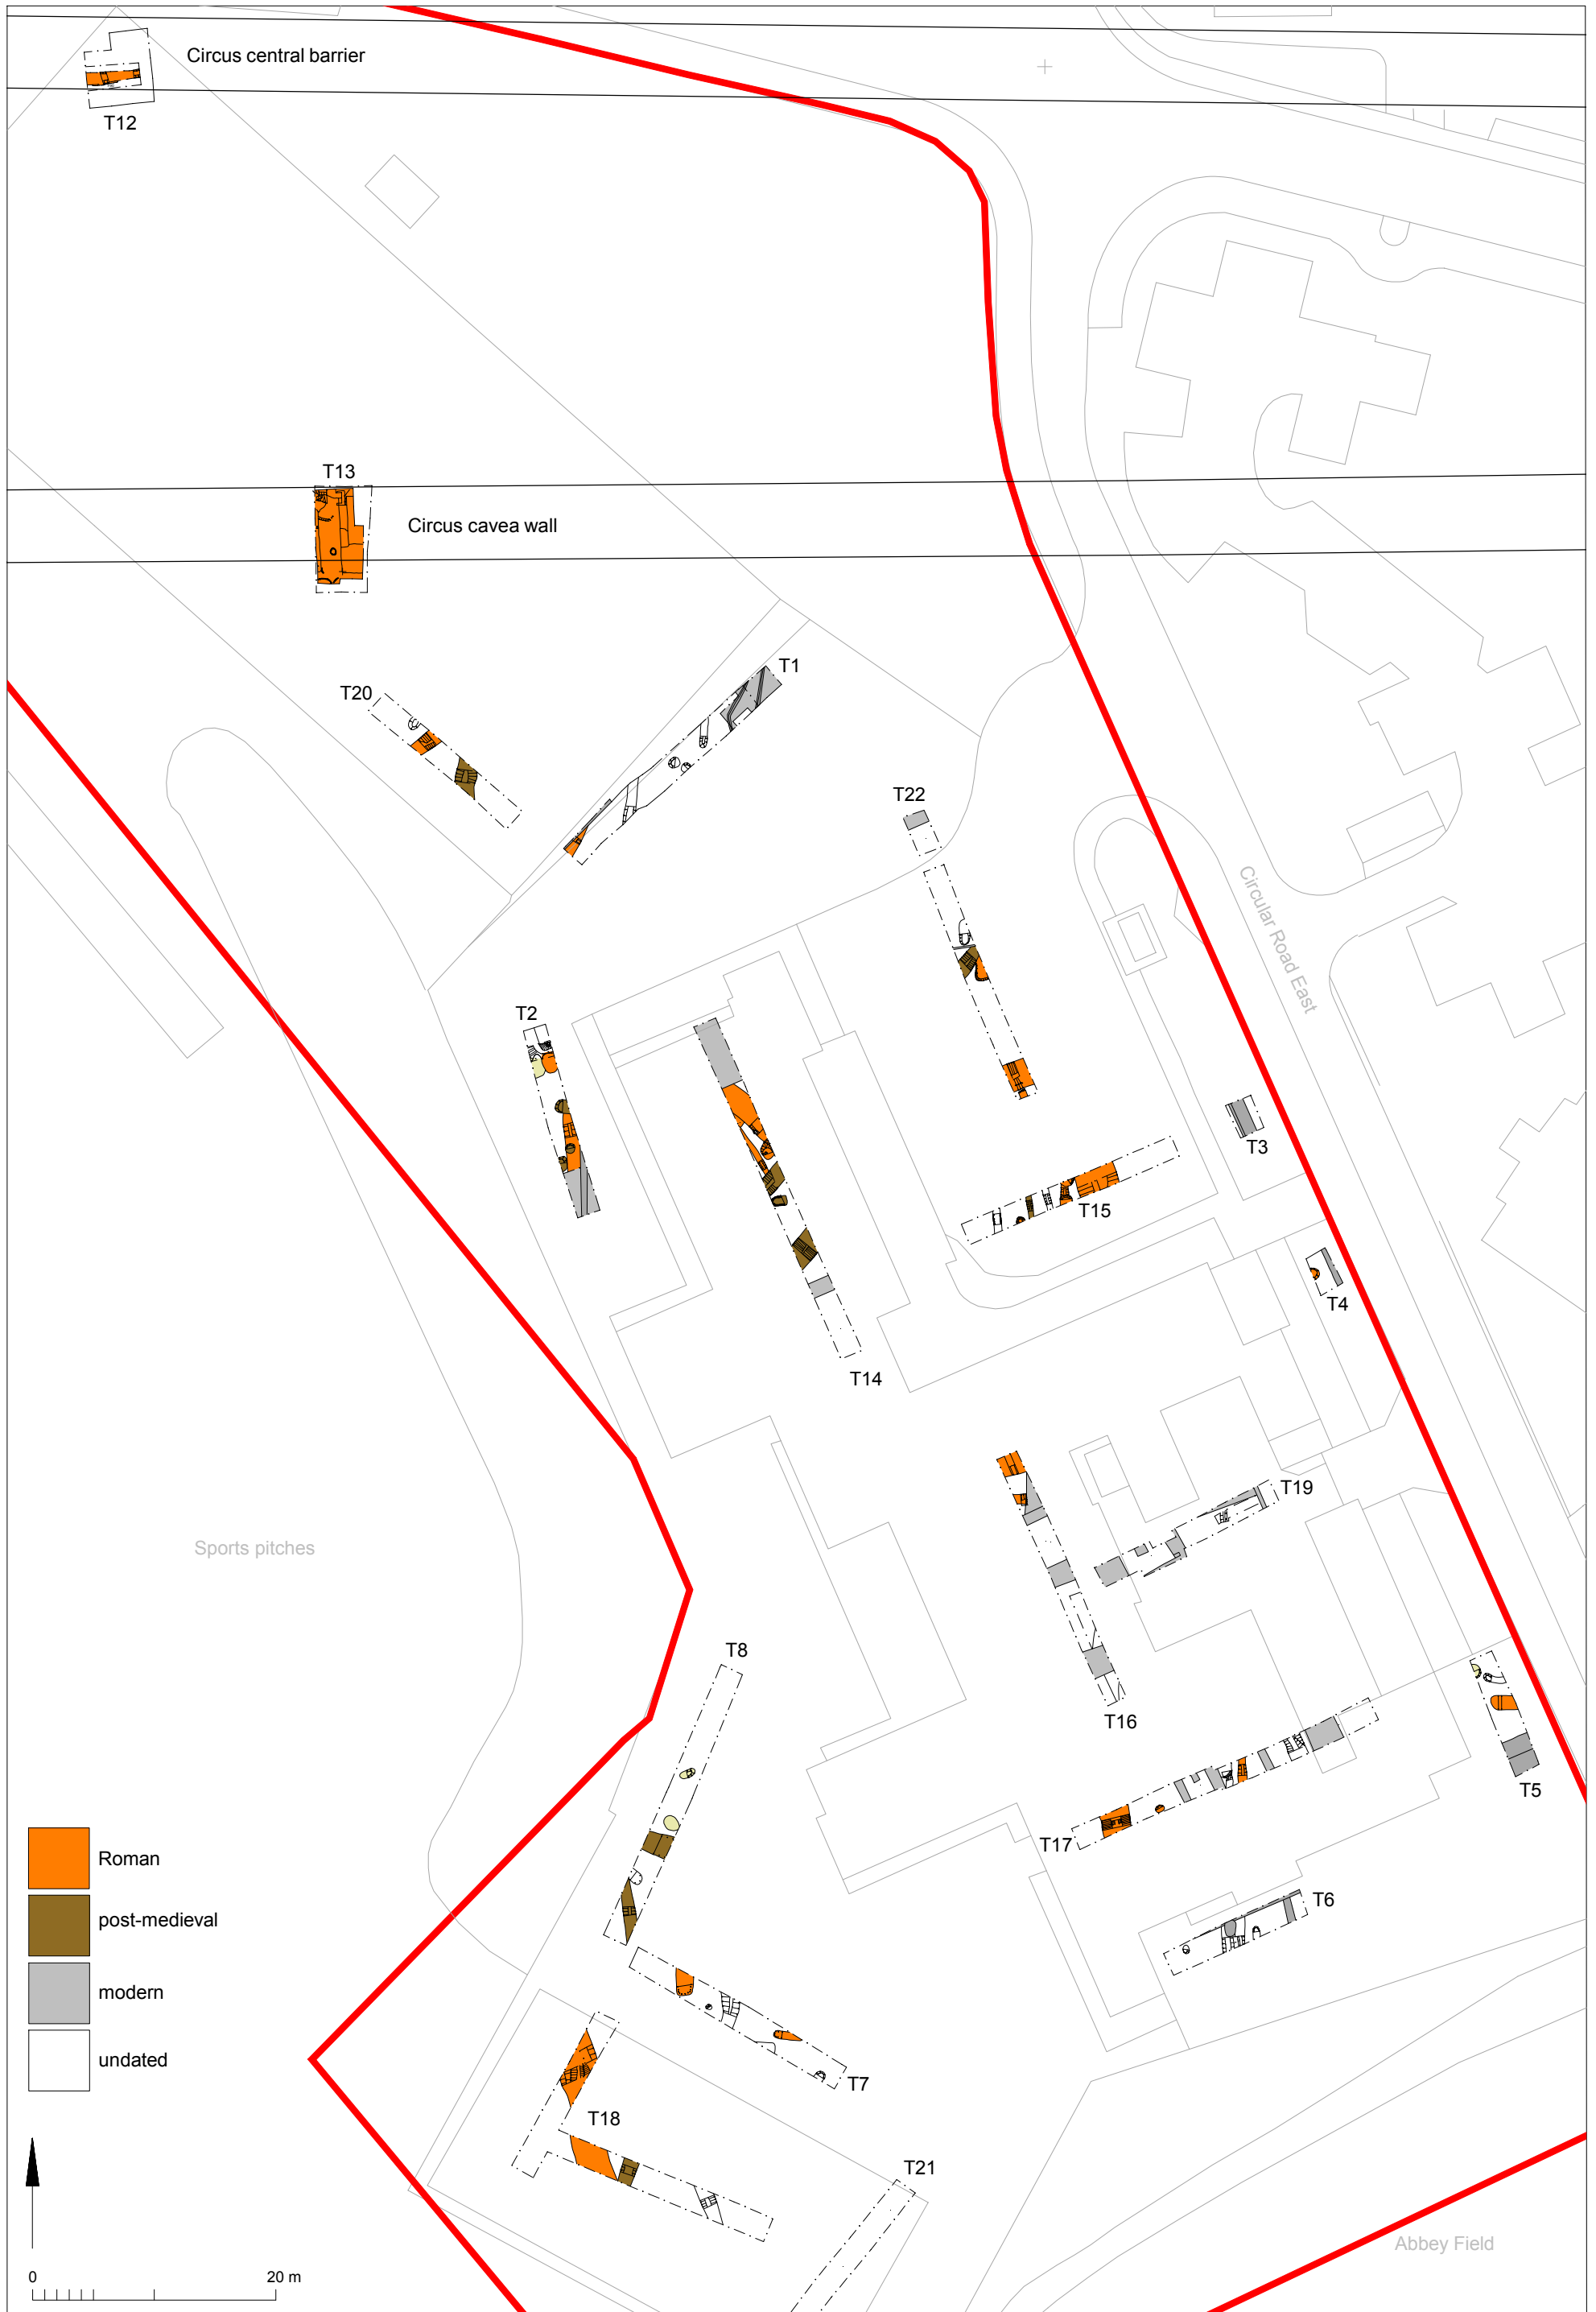 Circus central barrier
T12
T13
Circus cavea wall
T1
T20
T22
Circular Road East
T2
T3
T15
T4
T14
T19
Sports pitches
T8
T16
T5
T17
Roman
post-medieval
T6
modern
undated
T7
T18
T21
Abbey Field
0 20 m